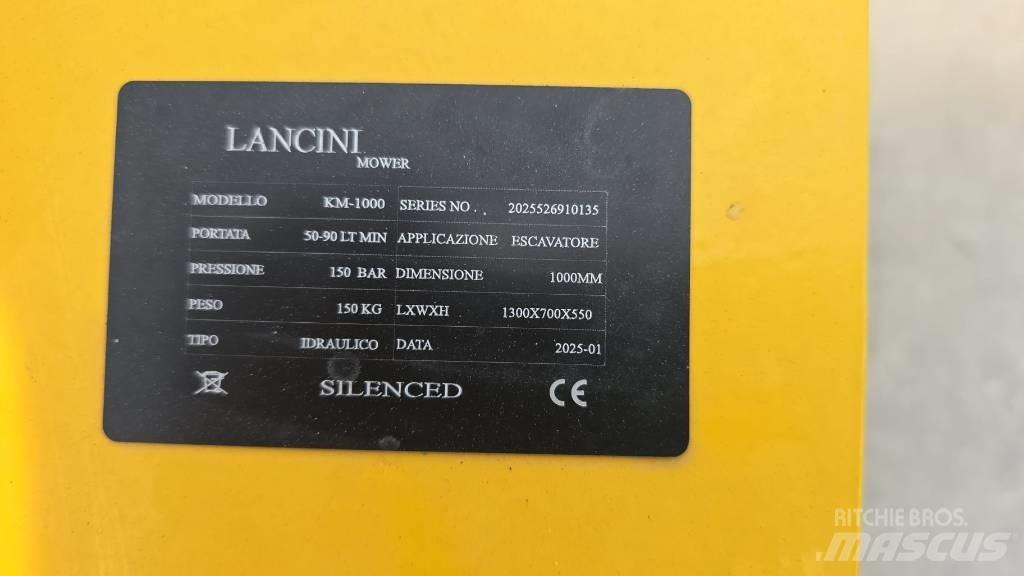 LANCINI
MOWER
MODELLO KM-1000 SERIES NO . . 2025526910135
PORTATA 50-90 LT MIN APPLICAZIONE ESCAVATORE
PRESSIONE 150 BAR DIMENSIONE 1000MM
PESO 150 KG LXWXH 1300X700X550
TIPO IDRAULICO DATA 2025-01
SILENCED CE
RITCHIE BROS.
MASCUS